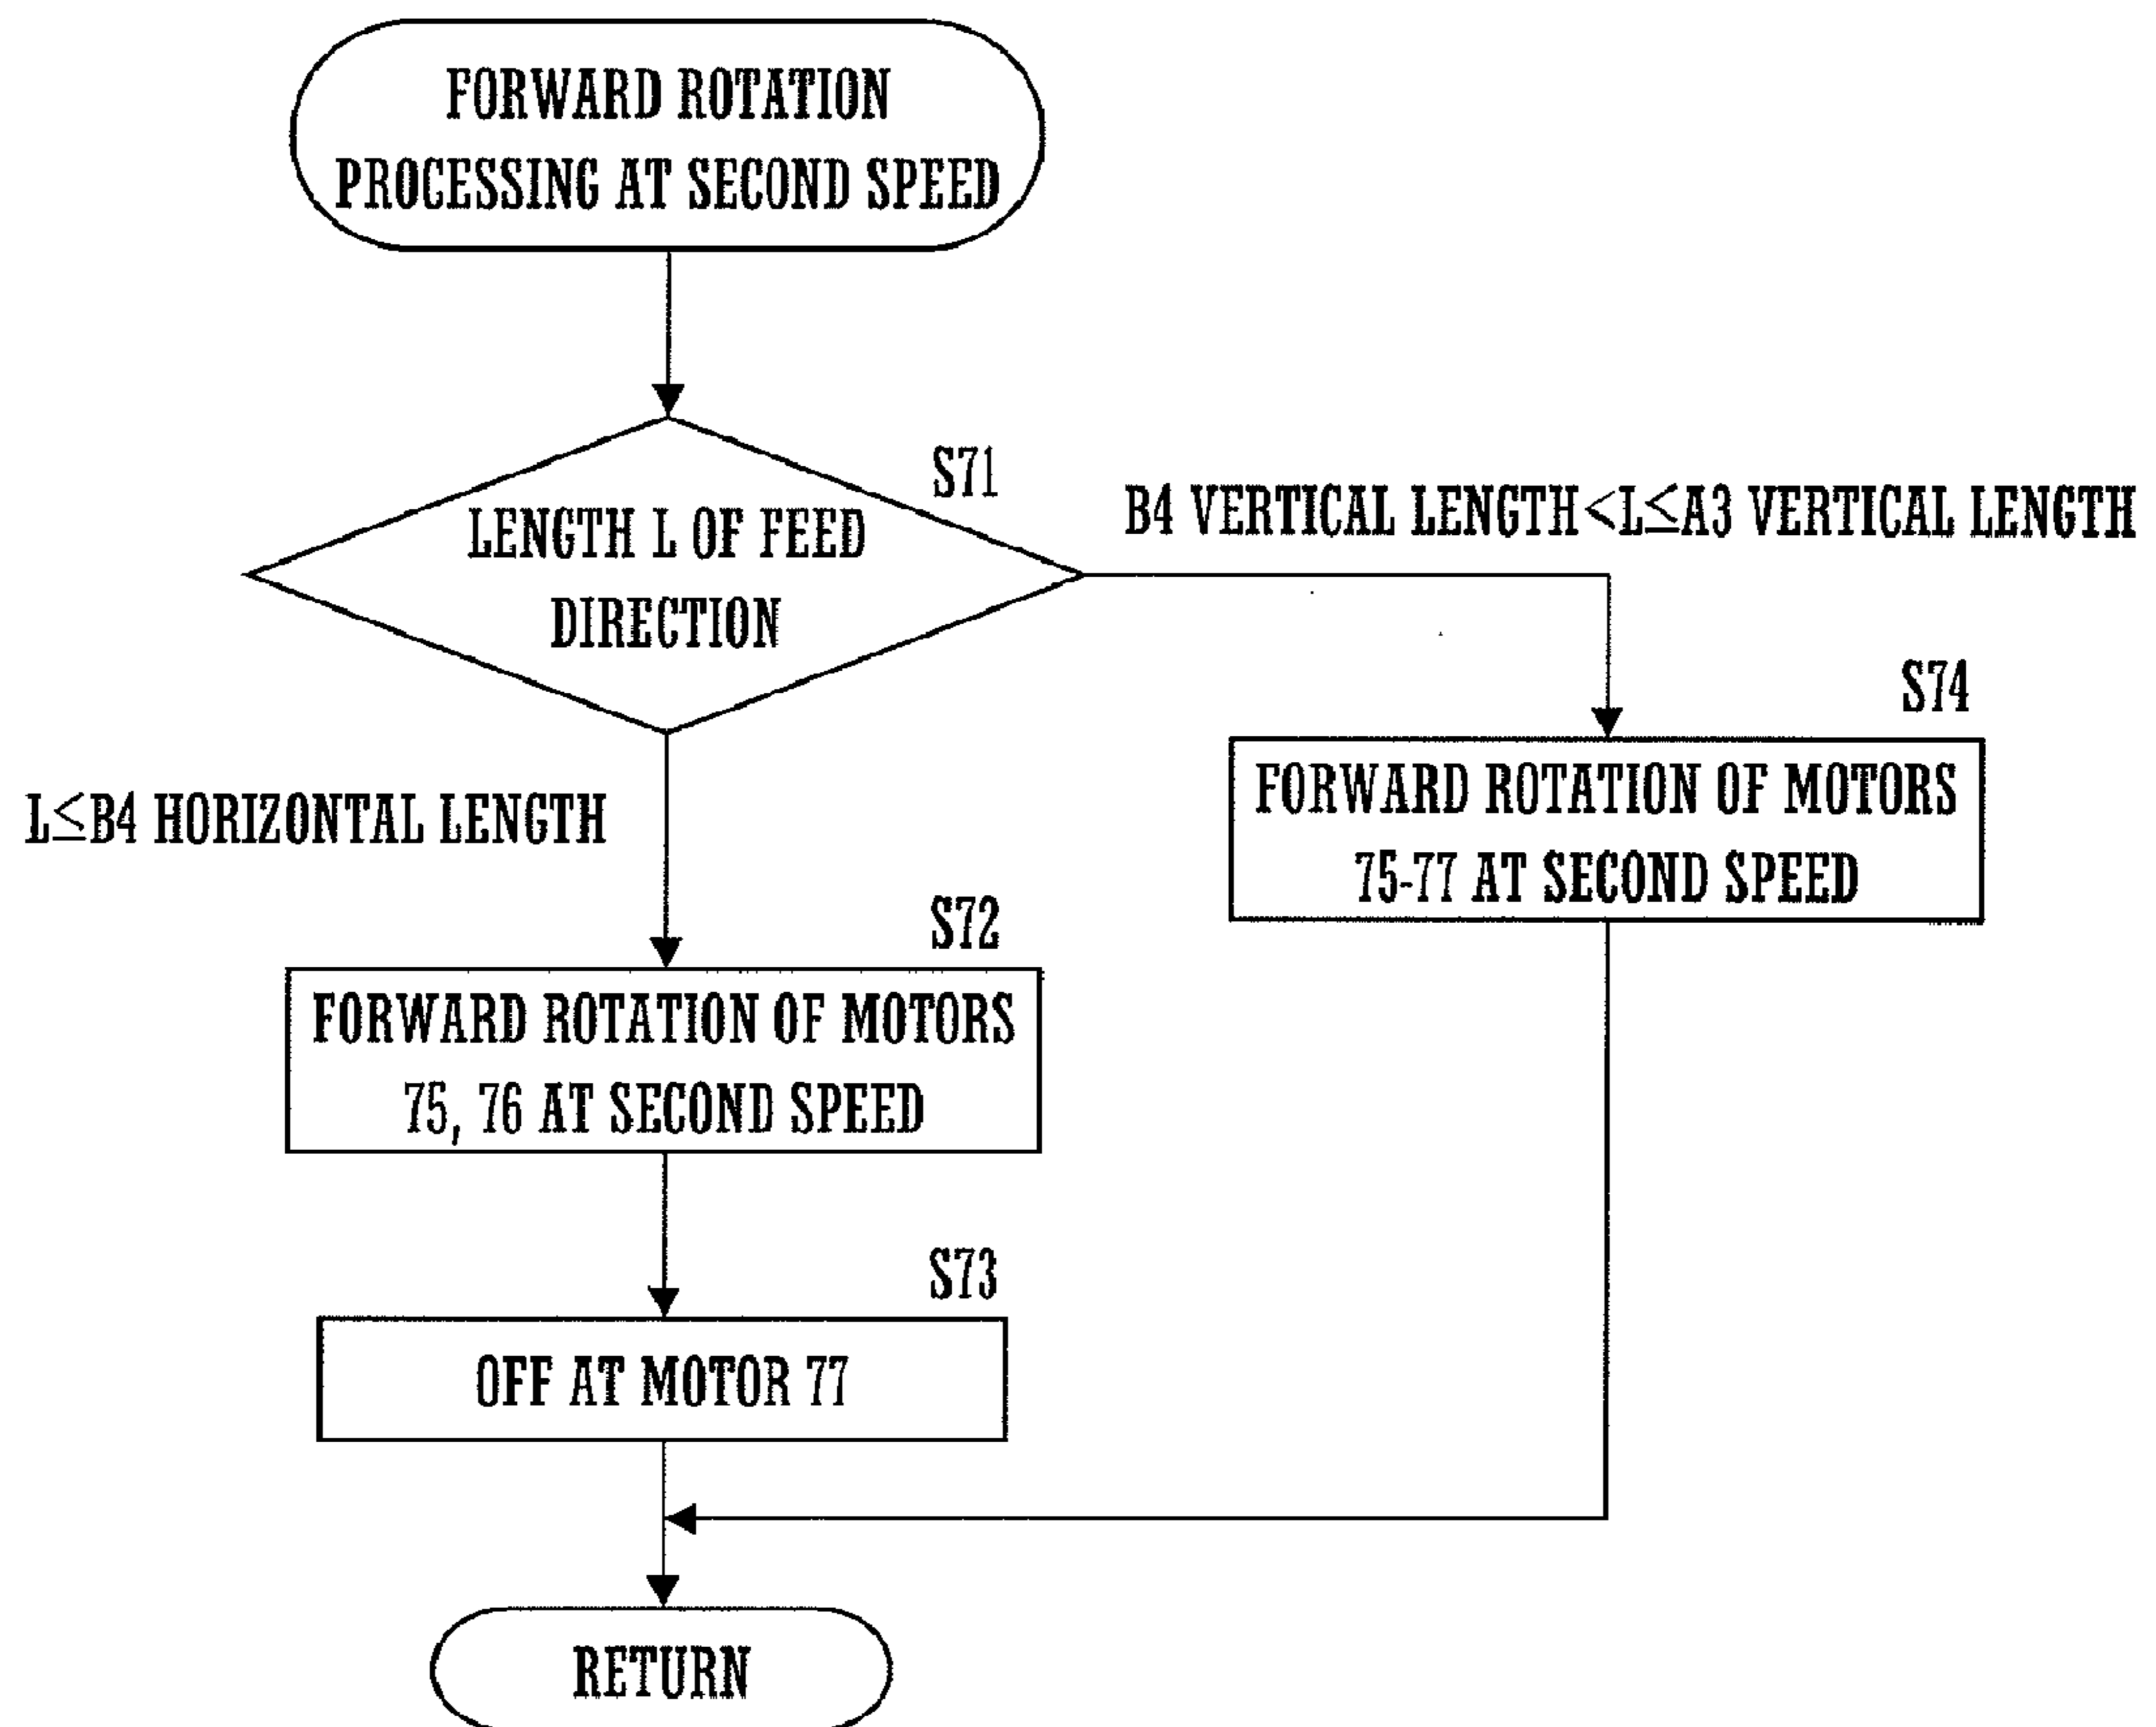 FORWARD ROTATION
PROCESSING AT SECOND SPEED
S71
LENGTH L OF FEED
DIRECTION
B4 VERTICAL LENGTH<L≦A3 VERTICAL LENGTH
S74
FORWARD ROTATION OF MOTORS
75-77 AT SECOND SPEED
L≦B4 HORIZONTAL LENGTH
S72
FORWARD ROTATION OF MOTORS
75, 76 AT SECOND SPEED
S73
OFF AT MOTOR 77
RETURN